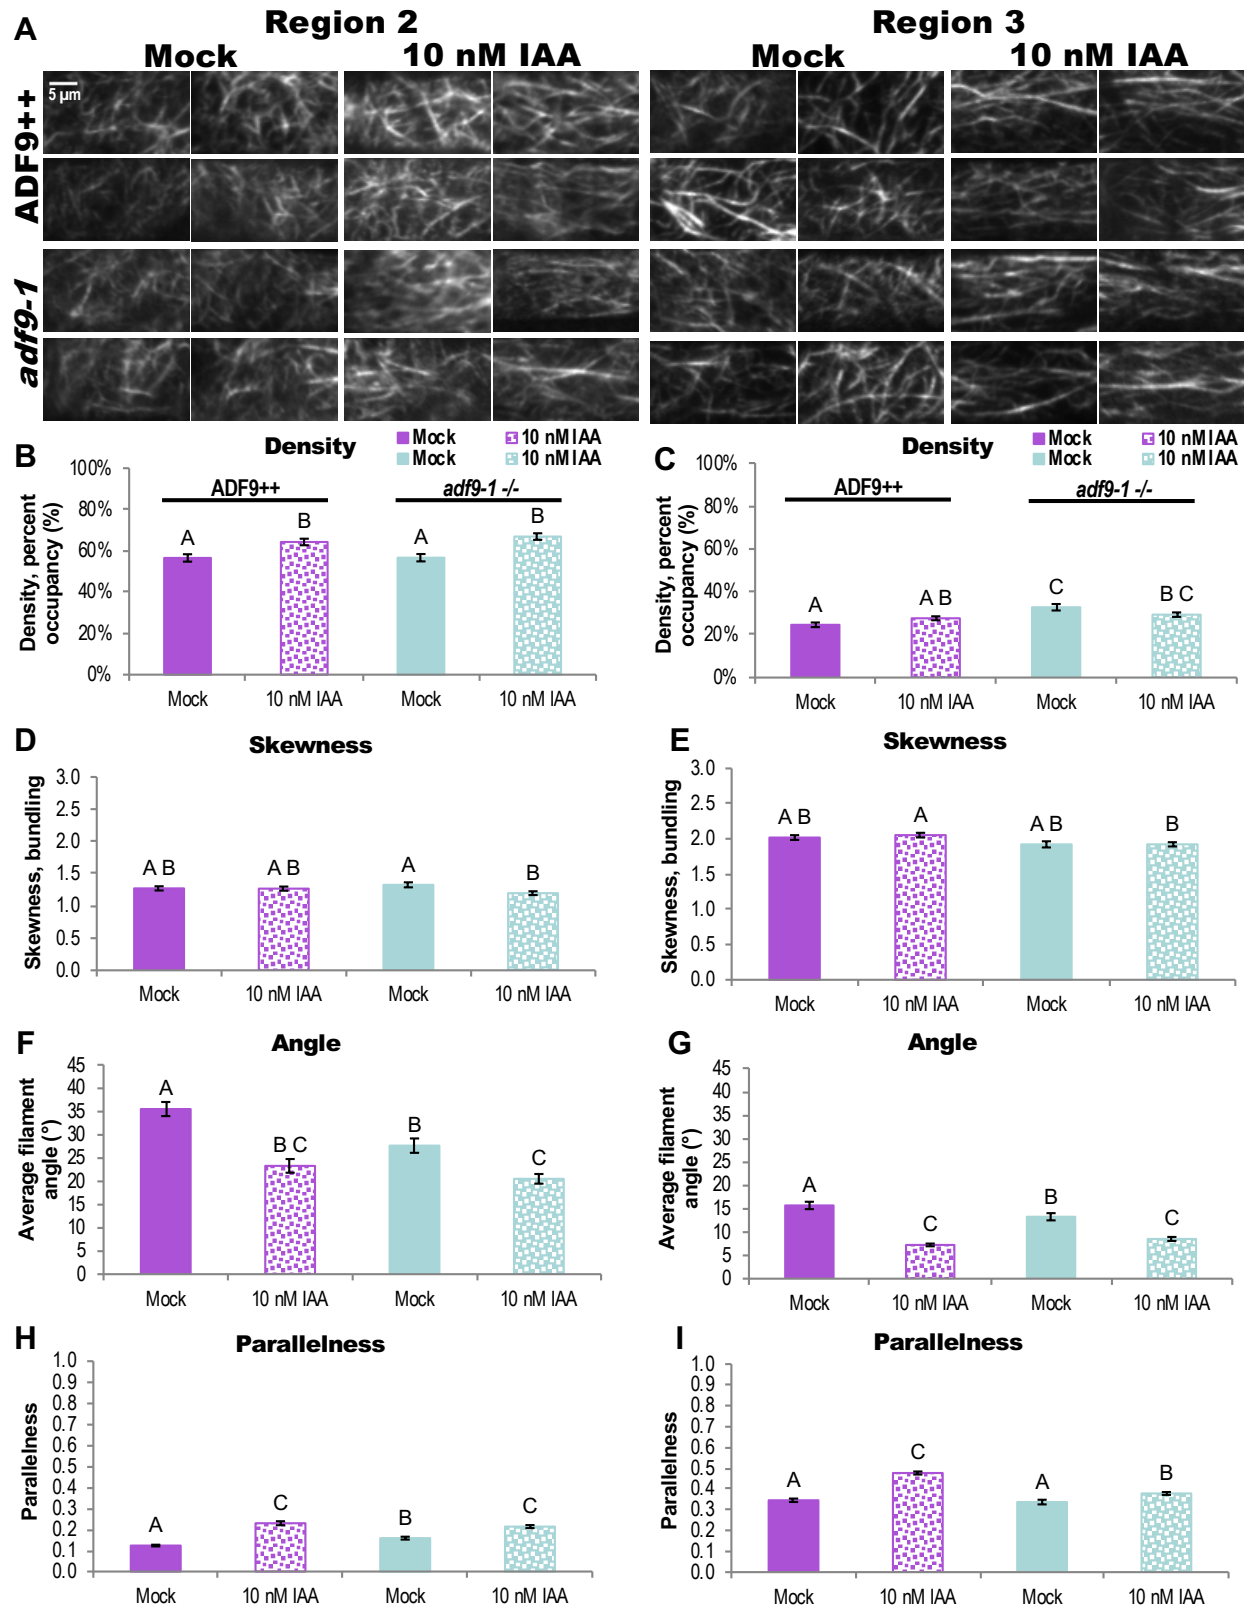 A
Region 2
Region 3
Mock
10 nM IAA
Mock
10 nM IAA
5 µm
ADF9++
adf9-1
B
Density
Mock
10 nM IAA
Mock
10 nM IAA
Density, percent
occupancy (%)
100%
80%
60%
40%
20%
0%
ADF9++
adf9-1 -/-
A
B
A
B
Mock
10 nM IAA
Mock
10 nM IAA
C
Density
Mock
10 nM IAA
Mock
10 nM IAA
Density, percent
occupancy (%)
100%
80%
60%
40%
20%
0%
ADF9++
adf9-1 -/-
A
A B
C
B C
Mock
10 nM IAA
Mock
10 nM IAA
D
Skewness
Skewness, bundling
3.0
2.5
2.0
1.5
1.0
0.5
0.0
A B
A B
A
B
Mock
10 nM IAA
Mock
10 nM IAA
E
Skewness
Skewness, bundling
3.0
2.5
2.0
1.5
1.0
0.5
0.0
A B
A
A B
B
Mock
10 nM IAA
Mock
10 nM IAA
F
Angle
Average filament
angle (°)
45
40
35
30
25
20
15
10
5
0
A
B C
B
C
Mock
10 nM IAA
Mock
10 nM IAA
G
Angle
Average filament
angle (°)
45
40
35
30
25
20
15
10
5
0
A
C
B
C
Mock
10 nM IAA
Mock
10 nM IAA
H
Parallelness
Parallelness
1.0
0.9
0.8
0.7
0.6
0.5
0.4
0.3
0.2
0.1
0.0
A
C
B
C
Mock
10 nM IAA
Mock
10 nM IAA
I
Parallelness
Parallelness
1.0
0.9
0.8
0.7
0.6
0.5
0.4
0.3
0.2
0.1
0.0
A
C
A
B
Mock
10 nM IAA
Mock
10 nM IAA